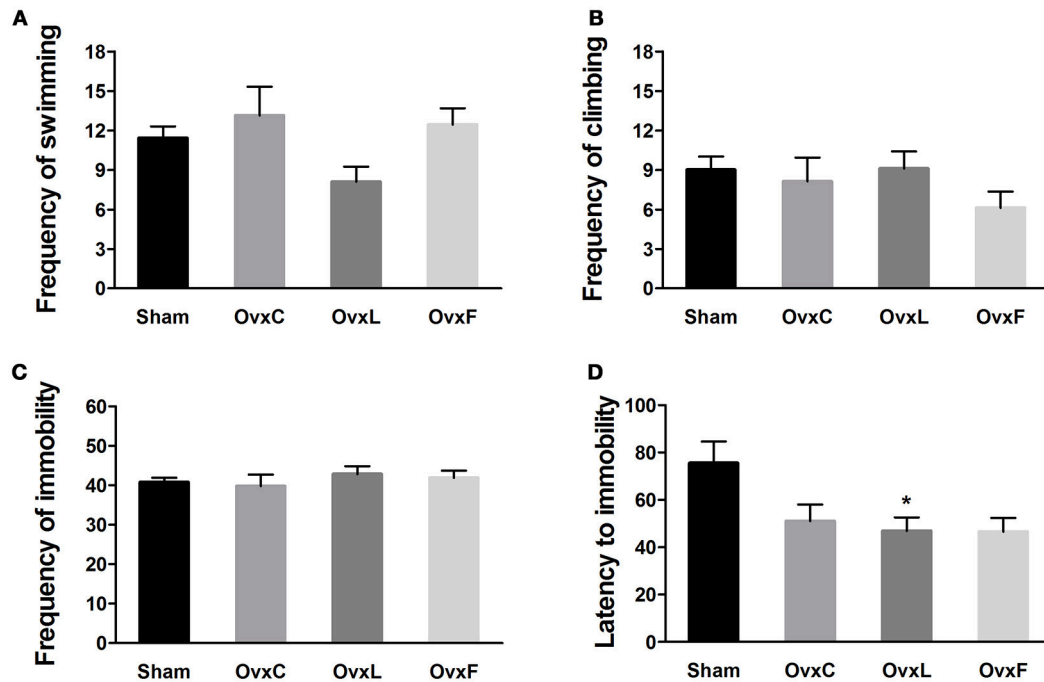 A
Frequency of swimming
18
15
12
9
6
3
0
Sham OvxC OvxL OvxF
B
Frequency of climbing
18
15
12
9
6
3
0
Sham OvxC OvxL OvxF
C
Frequency of immobility
60
50
40
30
20
10
0
Sham OvxC OvxL OvxF
D
Latency to immobility
100
80
60
40
20
0
*
Sham OvxC OvxL OvxF